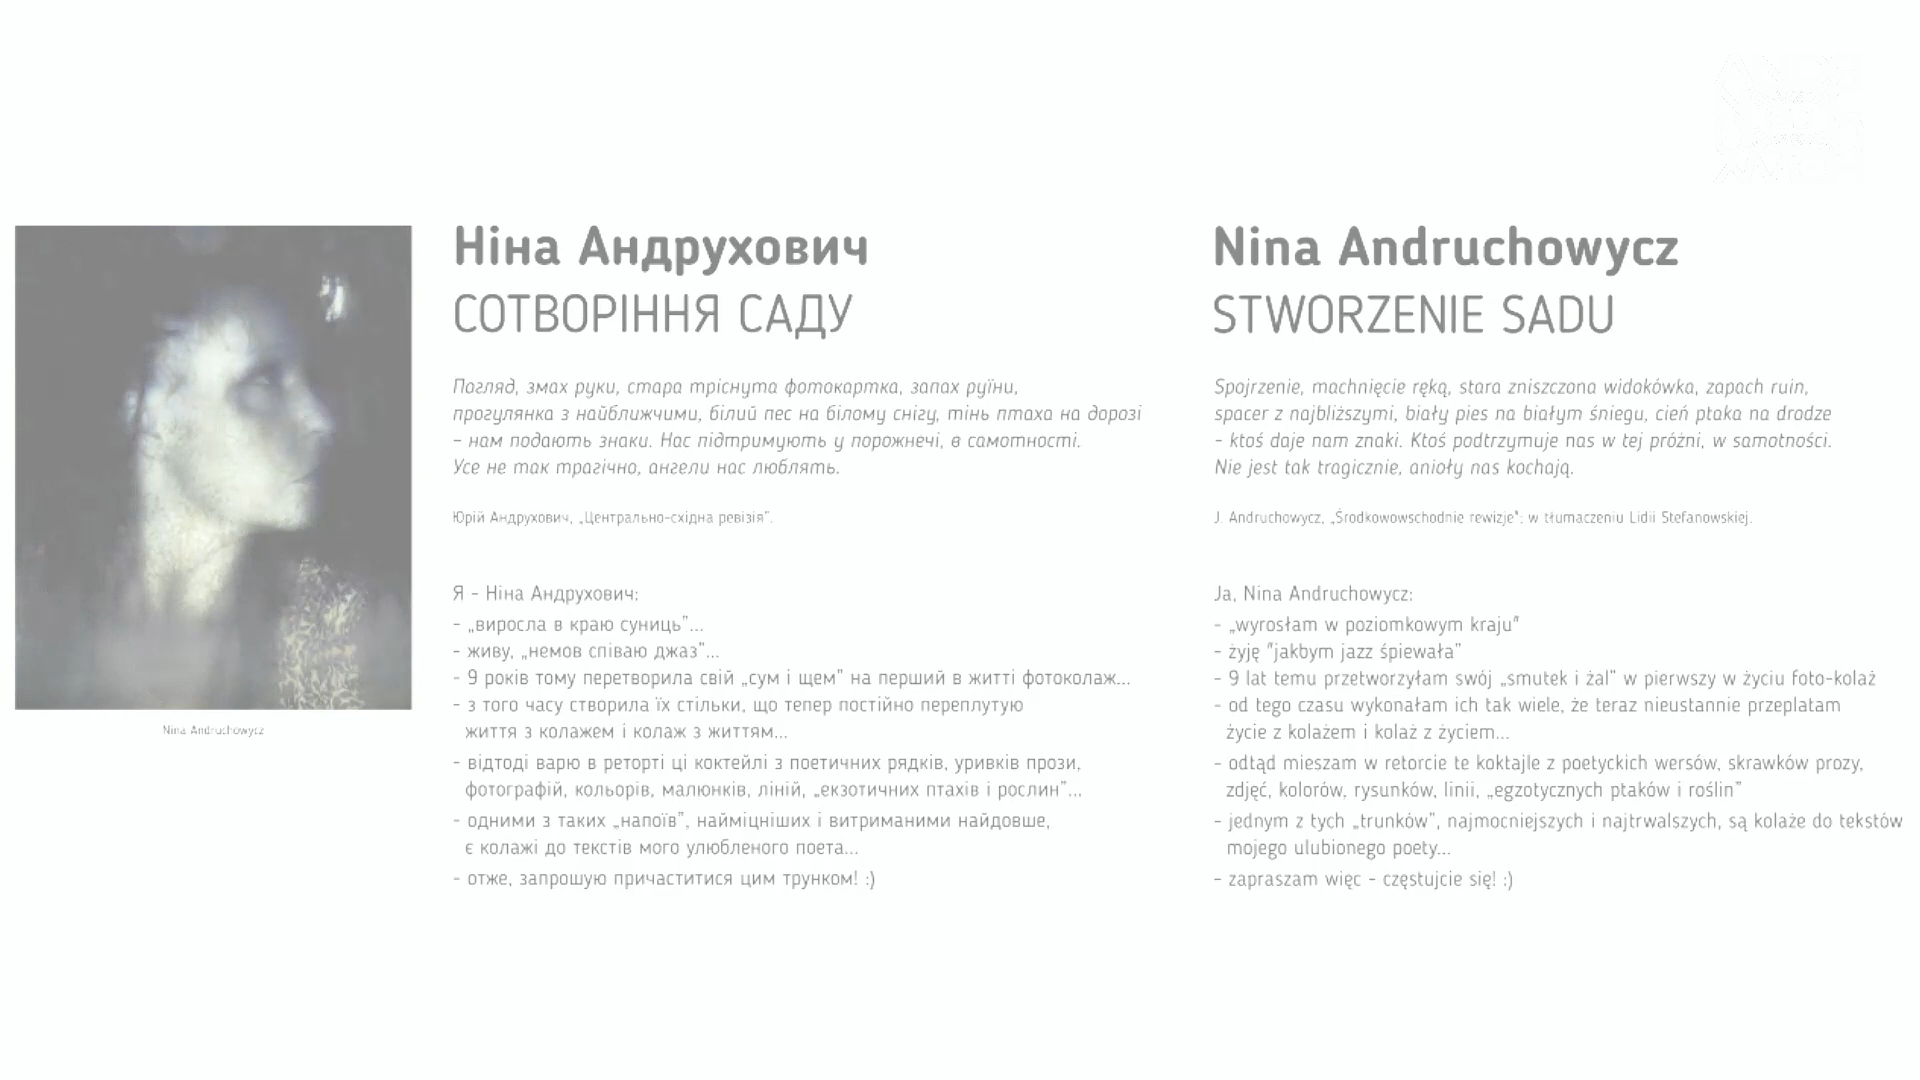 Ніна Андрухович
СОТВОРІННЯ САДУ
Погляд, змах руки, стара тріснута фотокартка, запах руїни,
прогулянка з найближчими, білий пес на білому снігу, тінь птаха на дорозі
– нам подають знаки. Нас підтримують у порожнечі, в самотності.
Усе не так трагічно, ангели нас люблять.
Юрій Андрухович, „Центрально-східна ревізія”.
Я - Ніна Андрухович:
- „виросла в краю суниць”...
- живу, „немов співаю джаз”...
- 9 років тому перетворила свій „сум і щем” на перший в житті фотоколаж...
- з того часу створила їх стільки, що тепер постійно переплутую
життя з колажем і колаж з життям...
- відтоді варю в реторті ці коктейлі з поетичних рядків, уривків прози,
фотографій, кольорів, малюнків, ліній, „екзотичних птахів і рослин”...
- одними з таких „напоїв”, найміцніших і витриманими найдовше,
є колажі до текстів мого улюбленого поета...
- отже, запрошую причаститися цим трунком! :)
Nina Andruchowycz
STWORZENIE SADU
Spojrzenie, machnięcie ręką, stara zniszczona widokówka, zapach ruin,
spacer z najbliższymi, biały pies na białym śniegu, cień ptaka na drodze
– ktoś daje nam znaki. Ktoś podtrzymuje nas w tej próżni, w samotności.
Nie jest tak tragicznie, anioły nas kochają.
J. Andruchowycz, „Środkowowschodnie rewizje"; w tłumaczeniu Lidii Stefanowskiej.
Ja, Nina Andruchowycz:
- „wyrosłam w poziomkowym kraju"
- żyję "jakbym jazz śpiewała”
- 9 lat temu przetworzyłam swój „smutek i żal” w pierwszy w życiu foto-kolaż
- od tego czasu wykonałam ich tak wiele, że teraz nieustannie przeplatam
życie z kolażem i kolaż z życiem...
- odtąd mieszam w retorcie te koktajle z poetyckich wersów, skrawków prozy,
zdjęć, kolorów, rysunków, linii, „egzotycznych ptaków i roślin”
- jednym z tych „trunków”, najmocniejszych i najtrwalszych, są kolaże do tekstów
mojego ulubionego poety...
- zapraszam więc - częstujcie się! :)
Nina Andruchowycz